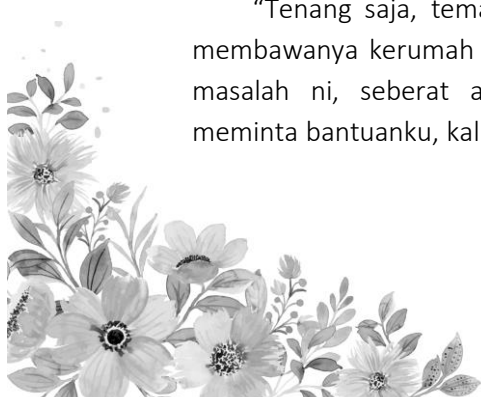 “Tenang saja,
membawanya kerumah
masalah ni, seberat
meminta bantuanku,